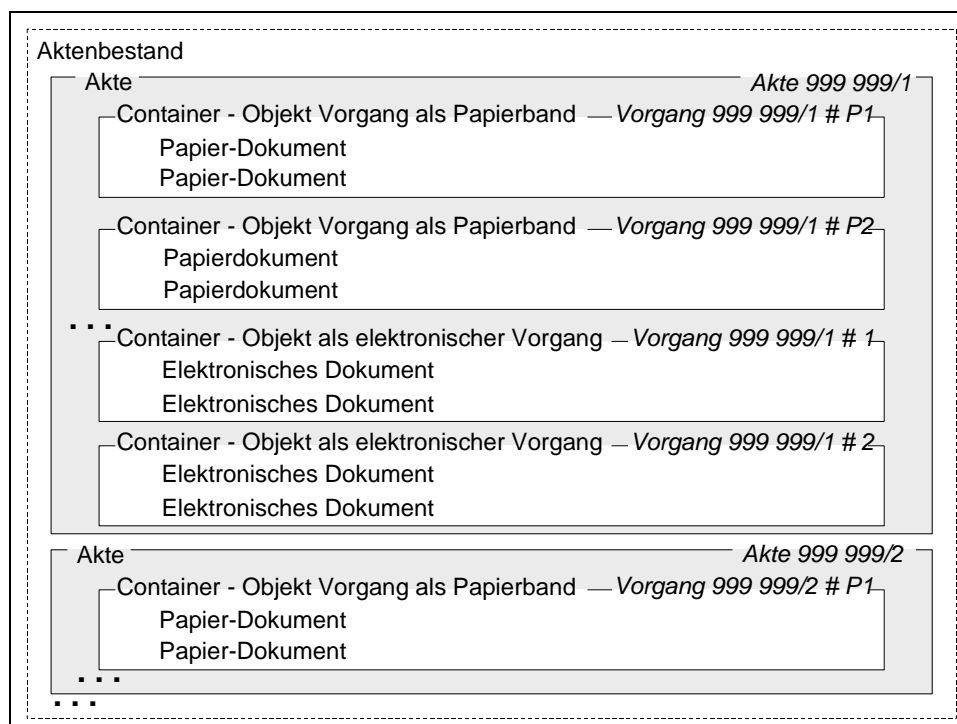 Aktenbestand
Akte Akte 999 999/1
Container - Objekt Vorgang als Papierband Vorgang 999 999/1 # P1
Papier-Dokument
Papier-Dokument
Container - Objekt Vorgang als Papierband Vorgang 999 999/1 # P2
Papierdokument
Papierdokument
. . .
Container - Objekt als elektronischer Vorgang Vorgang 999 999/1 # 1
Elektronisches Dokument
Elektronisches Dokument
Container - Objekt als elektronischer Vorgang Vorgang 999 999/1 # 2
Elektronisches Dokument
Elektronisches Dokument
Akte Akte 999 999/2
Container - Objekt Vorgang als Papierband Vorgang 999 999/2 # P1
Papier-Dokument
Papier-Dokument
. . .
. . .